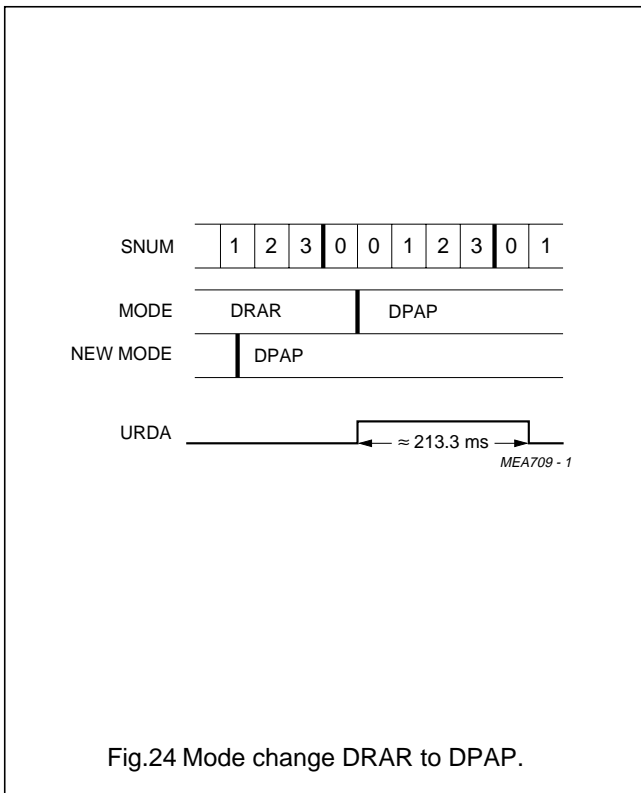 SNUM 1 2 3 0 0 1 2 3 0 1
MODE DRAR DPAP
NEW MODE DPAP
URDA ≈ 213.3 ms
MEA709 - 1
Fig.24 Mode change DRAR to DPAP.